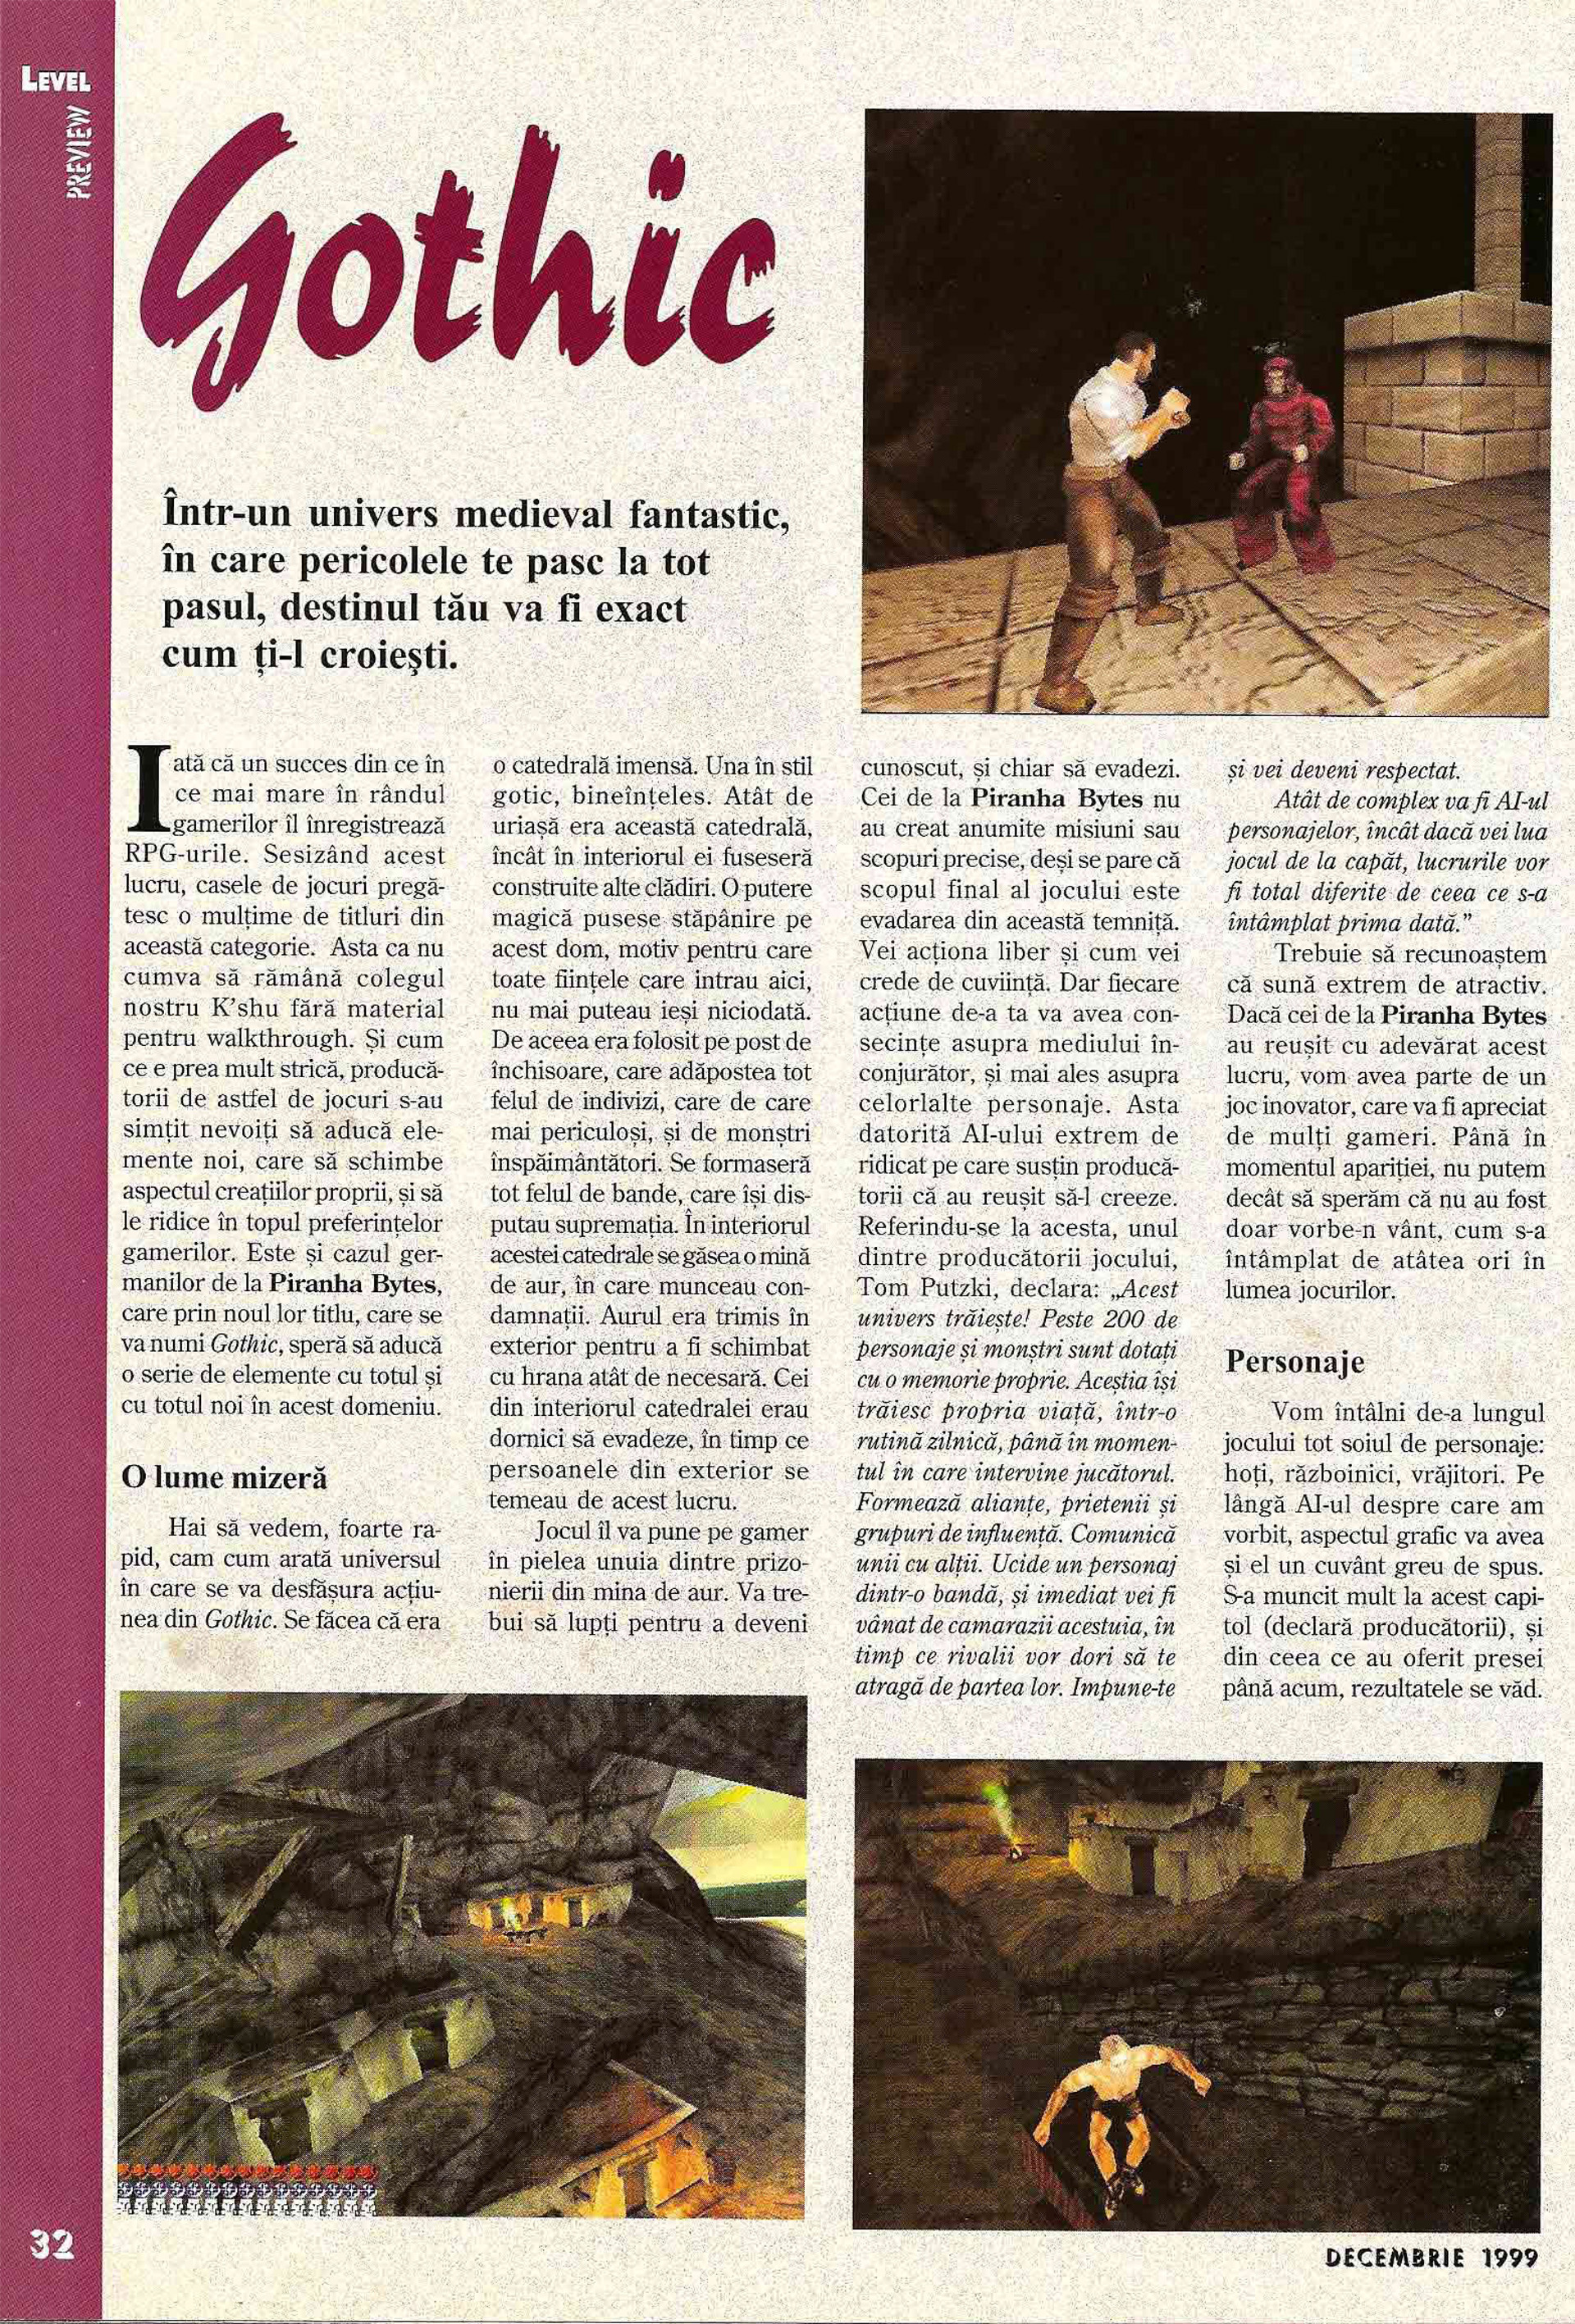 LEVEL
PREVIEW
Gothic
Într-un univers medieval fantastic,
în care pericolele te pasc la tot
pasul, destinul tău va fi exact
cum ți-l croiești.
Iată că un succes din ce în
ce mai mare în rândul
gamerilor îl înregistrează
RPG-urile. Sesizând acest
lucru, casele de jocuri pregă-
tesc o mulțime de titluri din
această categorie. Asta ca nu
cumva să rămână colegul
nostru K'shu fără material
pentru walkthrough. Și cum
ce e prea mult strică, producă-
torii de astfel de jocuri s-au
simțit nevoiți să aducă ele-
mente noi, care să schimbe
aspectul creațiilor proprii, și să
le ridice în topul preferințelor
gamerilor. Este și cazul ger-
manilor de la Piranha Bytes,
care prin noul lor titlu, care se
va numi Gothic, speră să aducă
o serie de elemente cu totul și
cu totul noi în acest domeniu.
O lume mizeră
Hai să vedem, foarte ra-
pid, cam cum arată universul
în care se va desfășura acțiu-
nea din Gothic. Se făcea că era
o catedrală imensă. Una în stil
gotic, bineînțeles. Atât de
uriașă era această catedrală,
încât în interiorul ei fuseseră
construite alte clădiri. O putere
magică pusese stăpânire pe
acest dom, motiv pentru care
toate ființele care intrau aici,
nu mai puteau ieși niciodată.
De aceea era folosit pe post de
închisoare, care adăpostea tot
felul de indivizi, care de care
mai periculoși, și de monștri
înspăimântători. Se formaseră
tot felul de bande, care își dis-
putau supremația. În interiorul
acestei catedrale se găsea o mină
de aur, în care munceau con-
damnații. Aurul era trimis în
exterior pentru a fi schimbat
cu hrana atât de necesară. Cei
din interiorul catedralei erau
dornici să evadeze, în timp ce
persoanele din exterior se
temeau de acest lucru.
Jocul îl va pune pe gamer
în pielea unuia dintre prizo-
nierii din mina de aur. Va tre-
bui să lupți pentru a deveni
cunoscut, și chiar să evadezi.
Cei de la Piranha Bytes nu
au creat anumite misiuni sau
scopuri precise, deși se pare că
scopul final al jocului este
evadarea din această temniță.
Vei acționa liber și cum vei
crede de cuviință. Dar fiecare
acțiune de-a ta va avea con-
secințe asupra mediului în-
conjurător, și mai ales asupra
celorlalte personaje. Asta
datorită AI-ului extrem de
ridicat pe care susțin producă-
torii că au reușit să-l creeze.
Referindu-se la acesta, unul
dintre producătorii jocului,
Tom Putzki, declara: „Acest
univers trăiește! Peste 200 de
personaje și monștri sunt dotați
cu o memorie proprie. Aceștia își
trăiesc propria viață, într-o
rutină zilnică, până în momen-
tul în care intervine jucătorul.
Formează alianțe, prietenii și
grupuri de influență. Comunică
unii cu alții. Ucide un personaj
dintr-o bandă, și imediat vei fi
vânat de camarazii acestuia, în
timp ce rivalii vor dori să te
atragă de partea lor. Impune-te
și vei deveni respectat.
Atât de complex va fi AI-ul
personajelor, încât dacă vei lua
jocul de la capăt, lucrurile vor
fi total diferite de ceea ce s-a
întâmplat prima dată.”
Trebuie să recunoaștem
că sună extrem de atractiv.
Dacă cei de la Piranha Bytes
au reușit cu adevărat acest
lucru, vom avea parte de un
joc inovator, care va fi apreciat
de mulți gameri. Până în
momentul apariției, nu putem
decât să sperăm că nu au fost
doar vorbe-n vânt, cum s-a
întâmplat de atâtea ori în
lumea jocurilor.
Personaje
Vom întâlni de-a lungul
jocului tot soiul de personaje:
hoți, războinici, vrăjitori. Pe
lângă AI-ul despre care am
vorbit, aspectul grafic va avea
și el un cuvânt greu de spus.
S-a muncit mult la acest capi-
tol (declară producătorii), și
din ceea ce au oferit presei
până acum, rezultatele se văd.
32
DECEMBRIE 1999